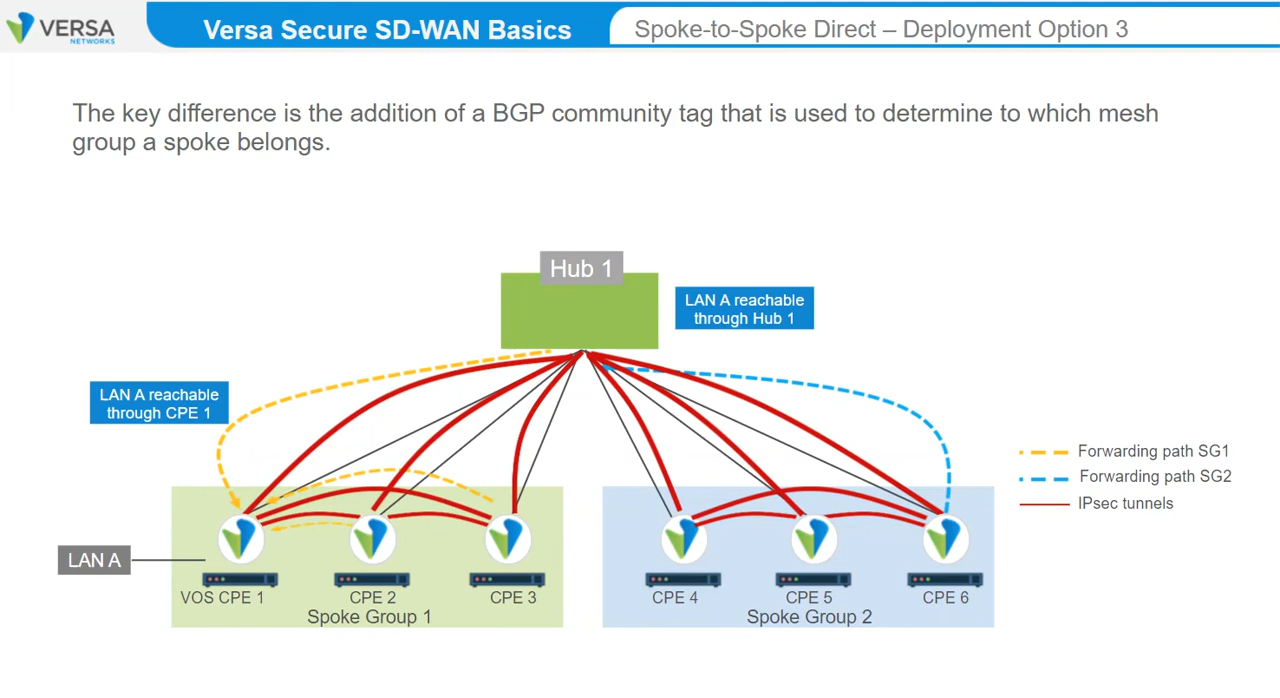 VERSA
NETWORKS
Versa Secure SD-WAN Basics
Spoke-to-Spoke Direct – Deployment Option 3
The key difference is the addition of a BGP community tag that is used to determine to which mesh
group a spoke belongs.
Hub 1
LAN A reachable
through Hub 1
LAN A reachable
through CPE 1
Forwarding path SG1
Forwarding path SG2
IPsec tunnels
LAN A
VOS CPE 1
CPE 2
CPE 3
Spoke Group 1
CPE 4
CPE 5
CPE 6
Spoke Group 2